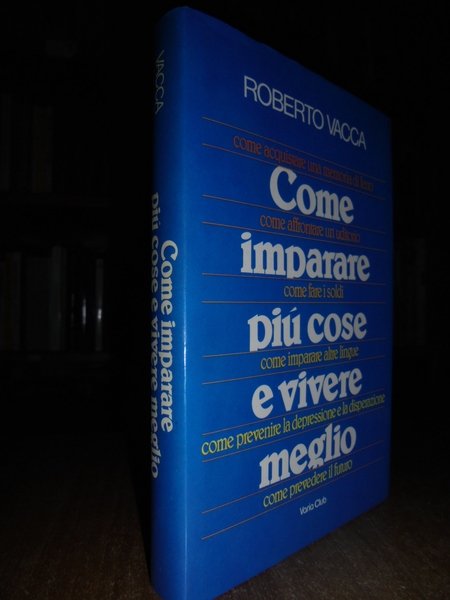 VACCA
Come imparare
più cose e vivere meglio
ROBERTO VACCA
come acquistare una memoria di ferro
Come
come affrontare un uditorio
imparare
come fare i soldi
piú cose
come imparare altre lingue
e vivere
come prevenire la depressione e la disperazione
meglio
come prevedere il futuro
Vario Club